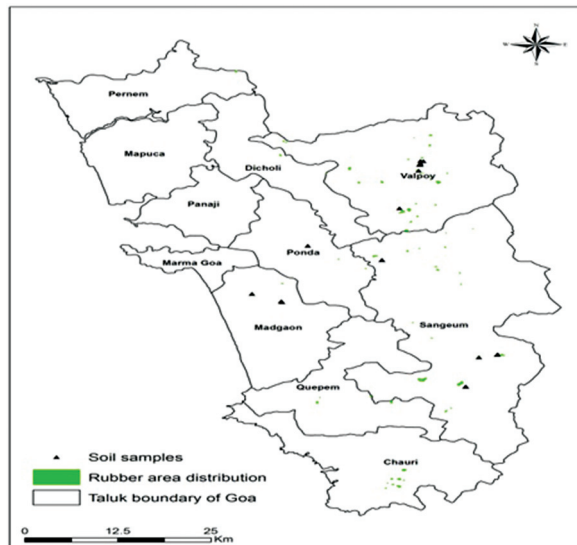 N
W
E
S
Pernem
Mapuca
Dicholi
Valpoy
Panaji
Ponda
Marma Goa
Madgaon
Sangeum
Quepem
Chauri
Soil samples
Rubber area distribution
Taluk boundary of Goa
0 12.5 25
Km